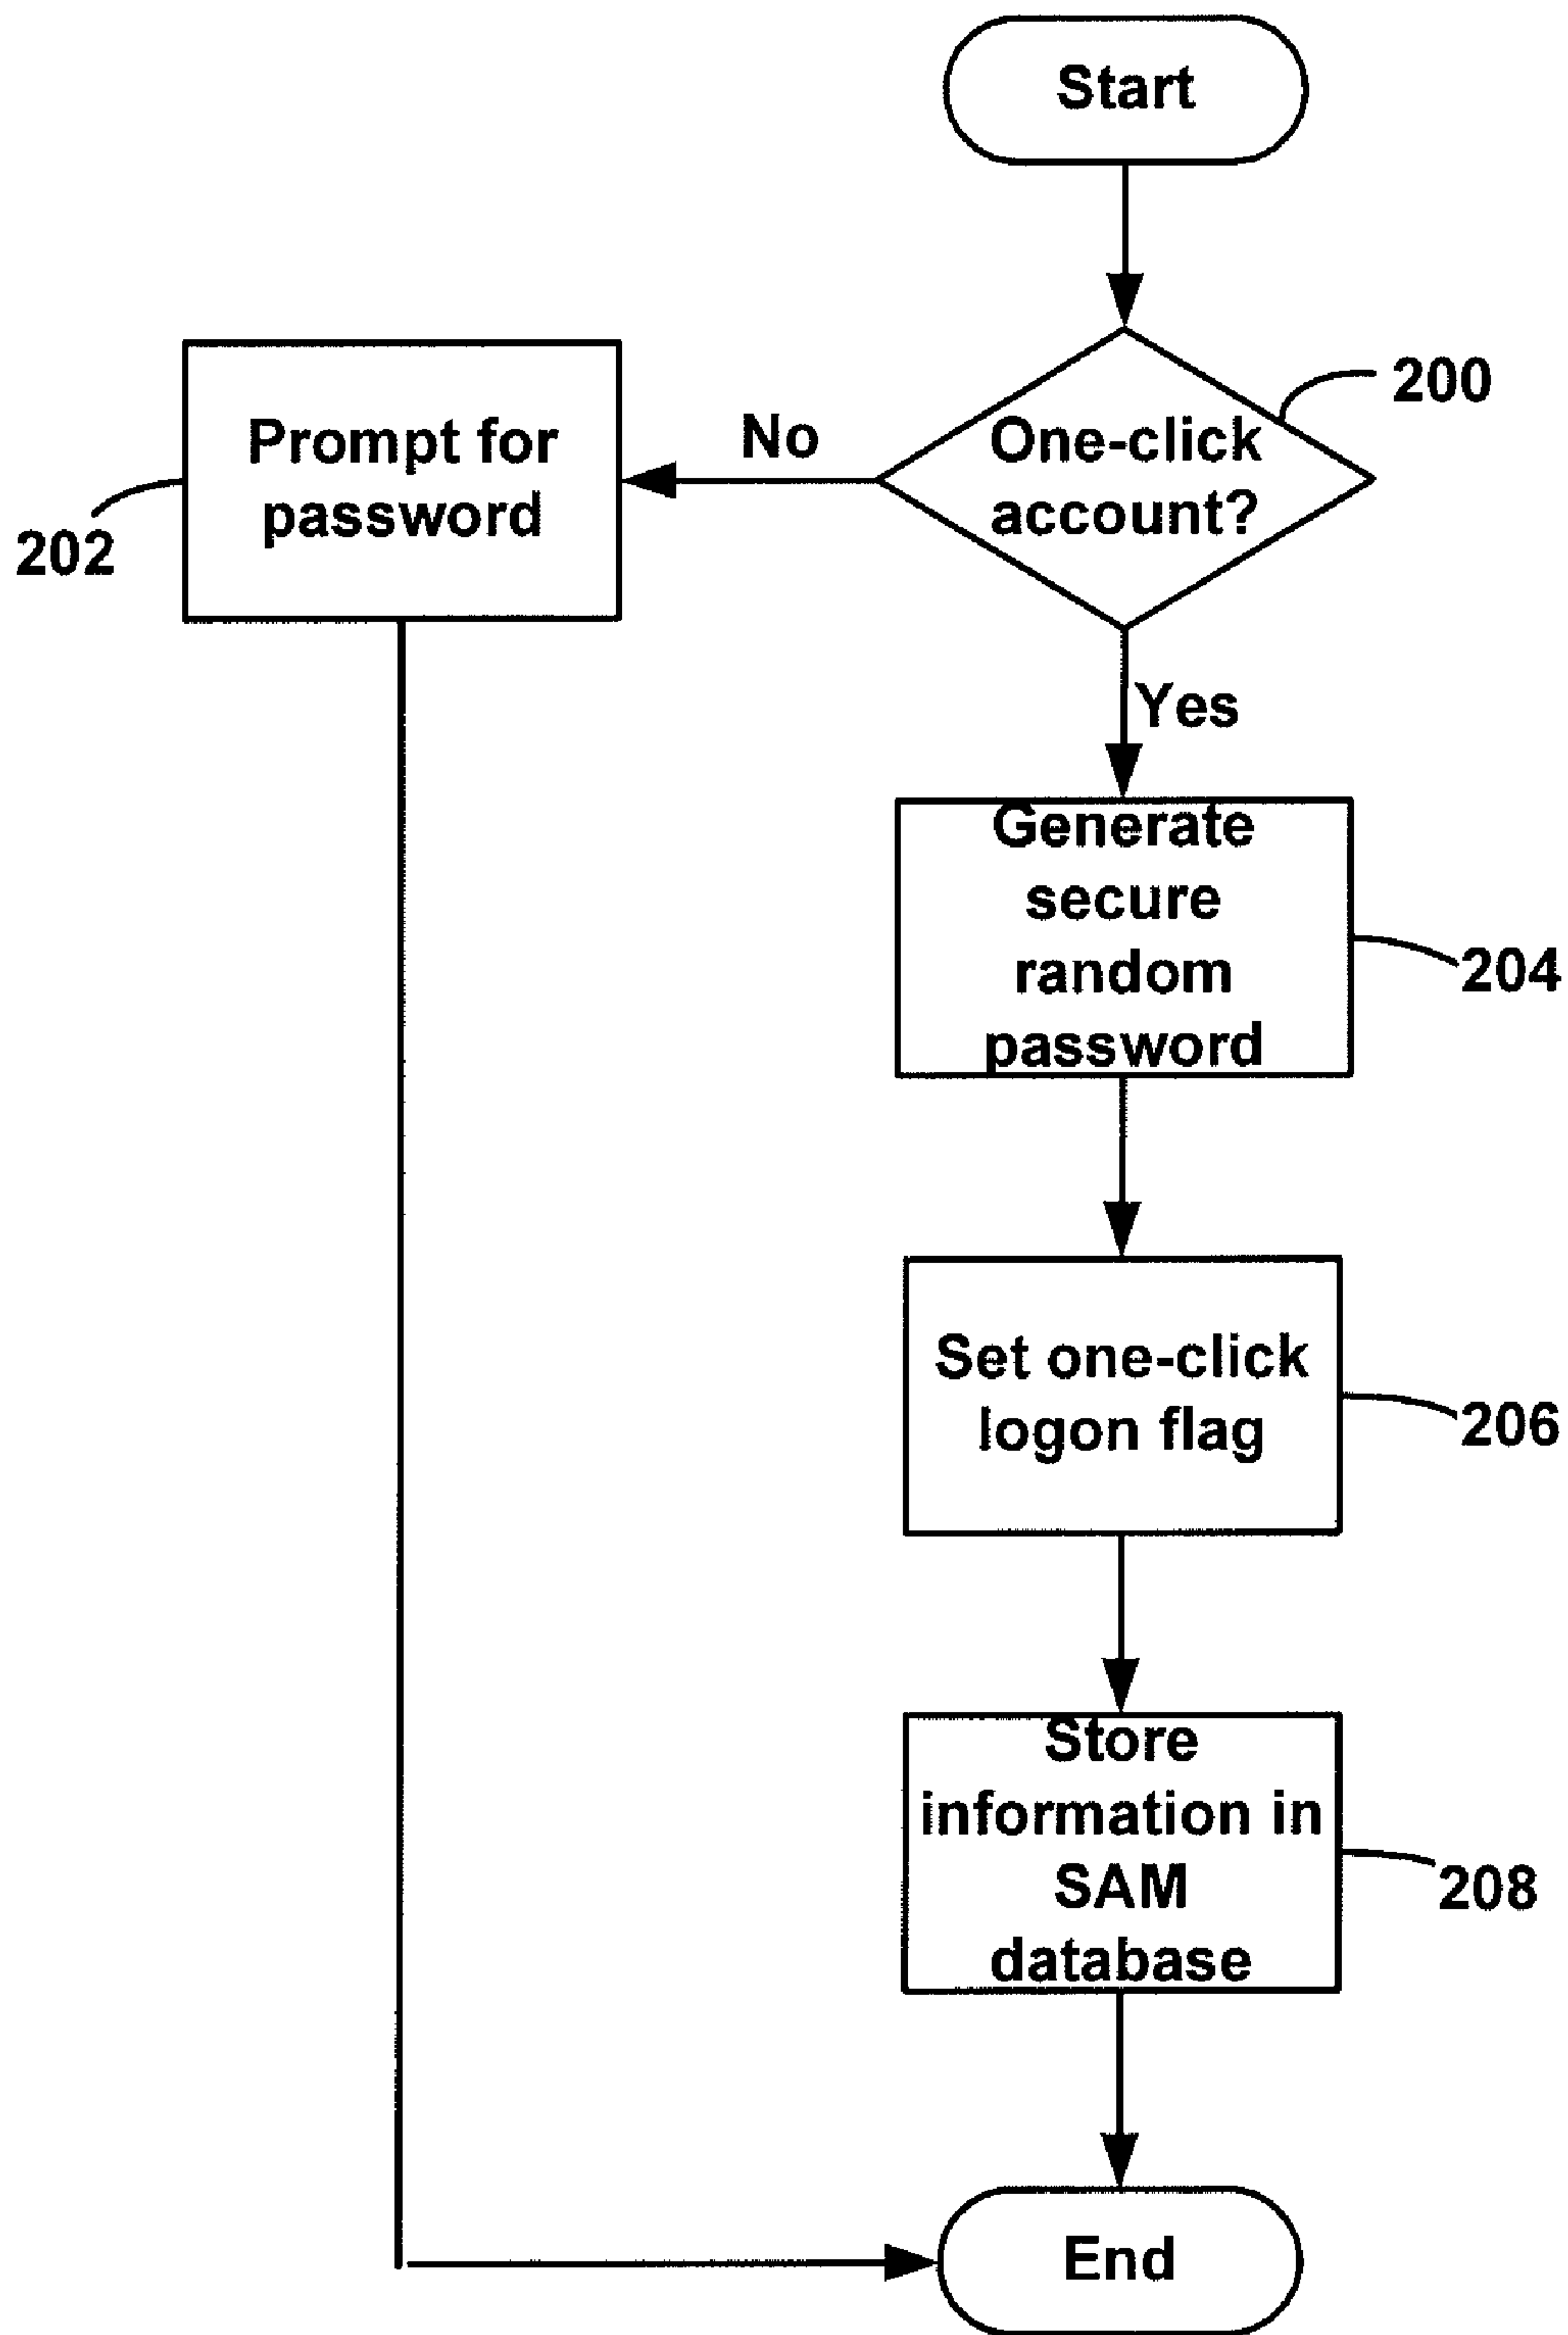 Start
200
One-click
account?
No
Prompt for
password
202
Yes
Generate
secure
random
password
204
Set one-click
logon flag
206
Store
information in
SAM
database
208
End